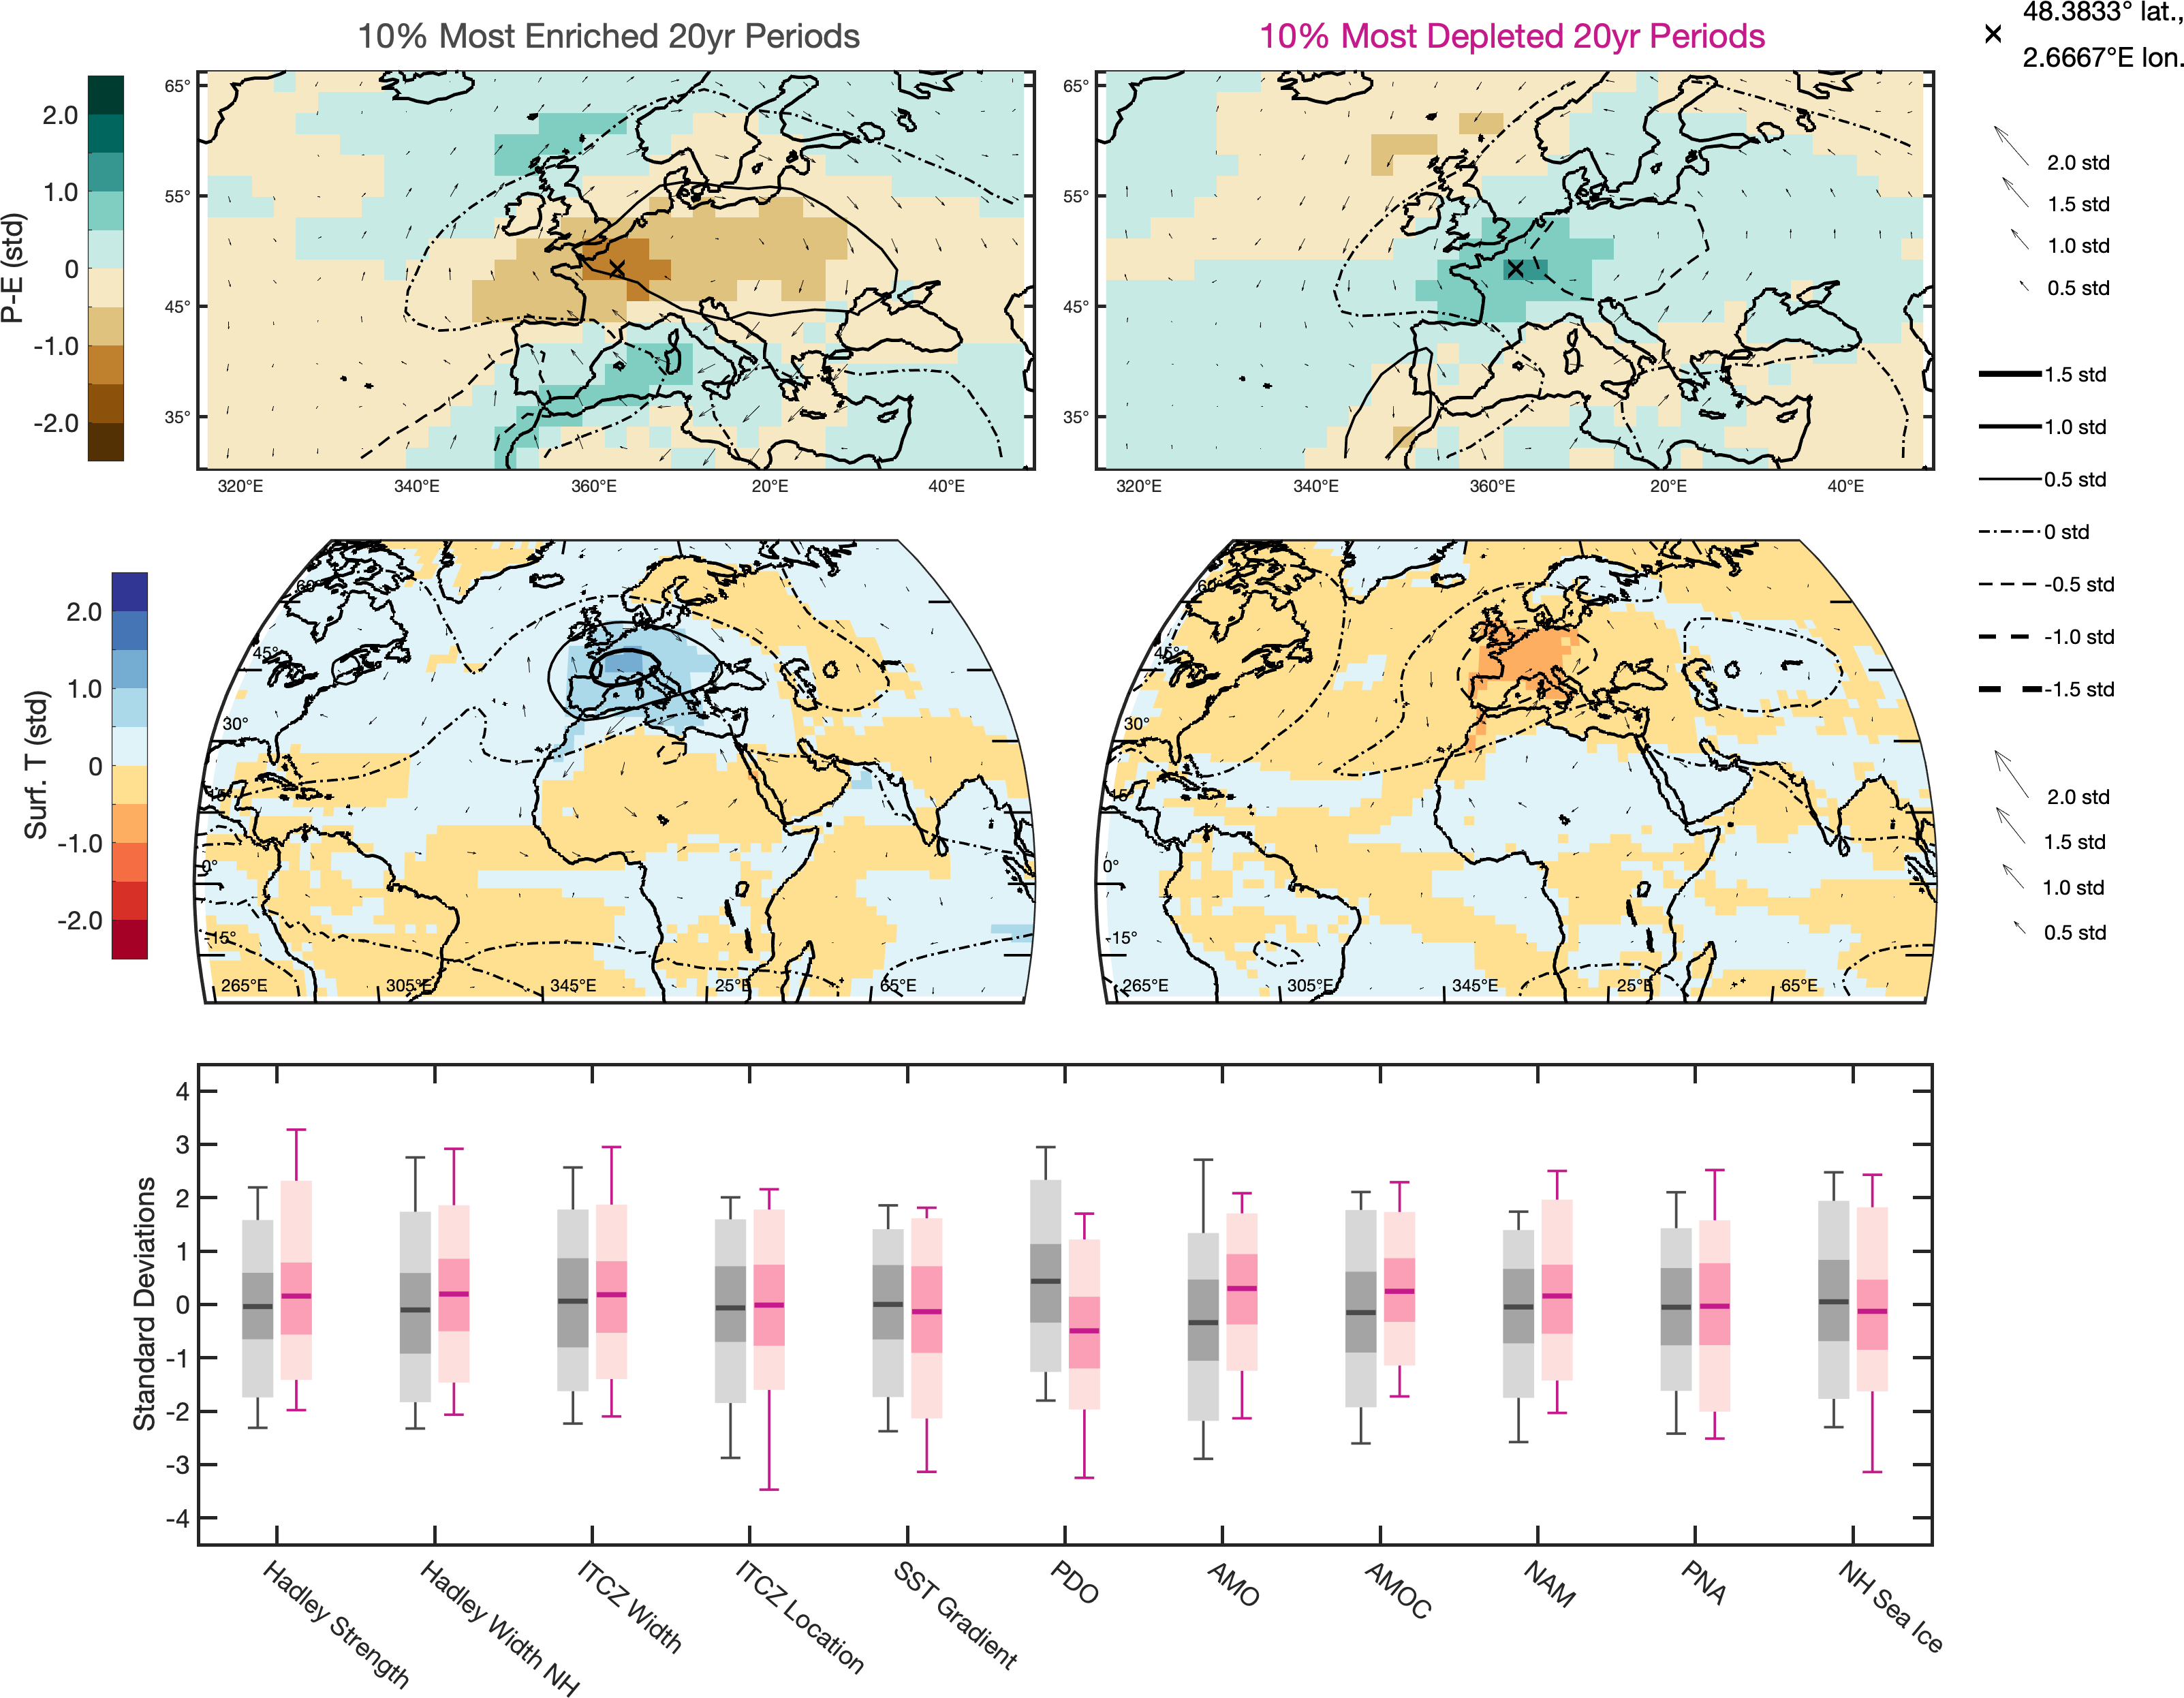 10% Most Enriched 20yr Periods
10% Most Depleted 20yr Periods
48.3833° lat.,
2.6667°E lon.
P-E (std)
2.0
1.0
0
-1.0
-2.0
65°
55°
45°
35°
320°E
340°E
360°E
20°E
40°E
65°
55°
45°
35°
320°E
340°E
360°E
20°E
40°E
2.0 std
1.5 std
1.0 std
0.5 std
1.5 std
1.0 std
0.5 std
0 std
-0.5 std
-1.0 std
-1.5 std
Surf. T (std)
2.0
1.0
0
-1.0
-2.0
60°
45°
30°
15°
0°
-15°
265°E
305°E
345°E
25°E
65°E
60°
45°
30°
15°
0°
-15°
265°E
305°E
345°E
25°E
65°E
2.0 std
1.5 std
1.0 std
0.5 std
Standard Deviations
4
3
2
1
0
-1
-2
-3
-4
Hadley Strength
Hadley Width NH
ITCZ Width
ITCZ Location
SST Gradient
PDO
AMO
AMOC
NAM
PNA
NH Sea Ice